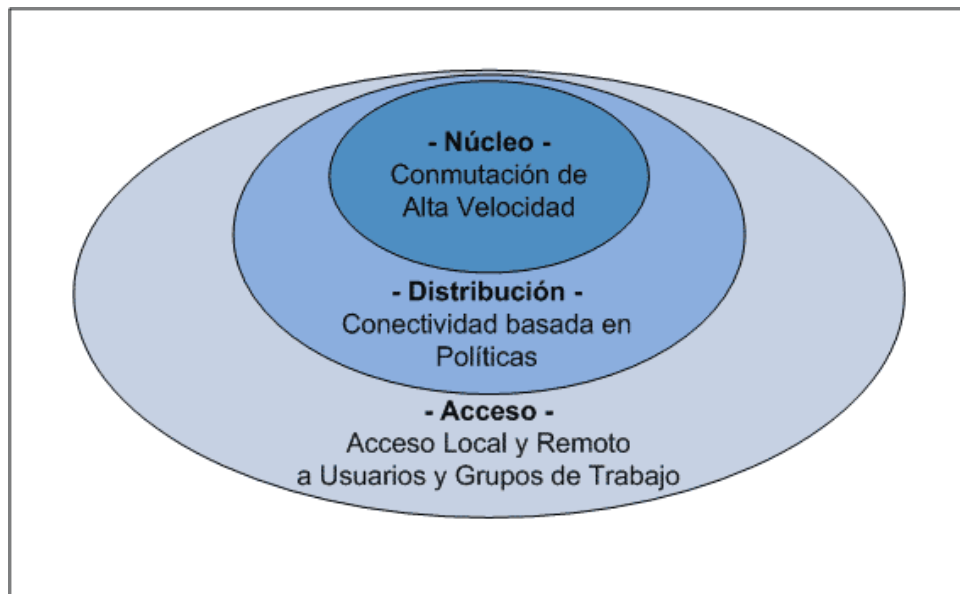 - Núcleo -
Conmutación de
Alta Velocidad
- Distribución -
Conectividad basada en
Políticas
- Acceso -
Acceso Local y Remoto
a Usuarios y Grupos de Trabajo